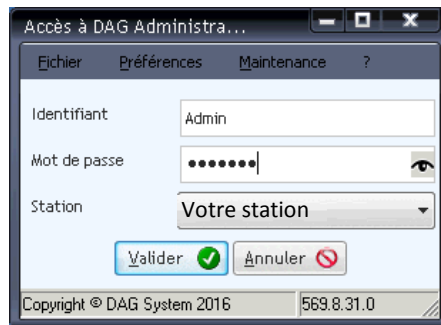 Accès à DAG Administra...
Fichier Préférences Maintenance ?
Identifiant Admin
Mot de passe •••••••
Station Votre station
Valider Annuler
Copyright © DAG System 2016 569.8.31.0